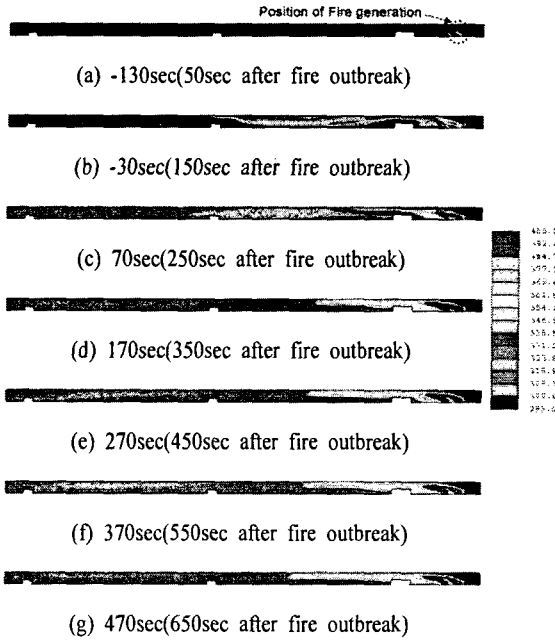 Position of Fire generation
(a) -130sec(50sec after fire outbreak)
(b) -30sec(150sec after fire outbreak)
(c) 70sec(250sec after fire outbreak)
(d) 170sec(350sec after fire outbreak)
(e) 270sec(450sec after fire outbreak)
(f) 370sec(550sec after fire outbreak)
(g) 470sec(650sec after fire outbreak)